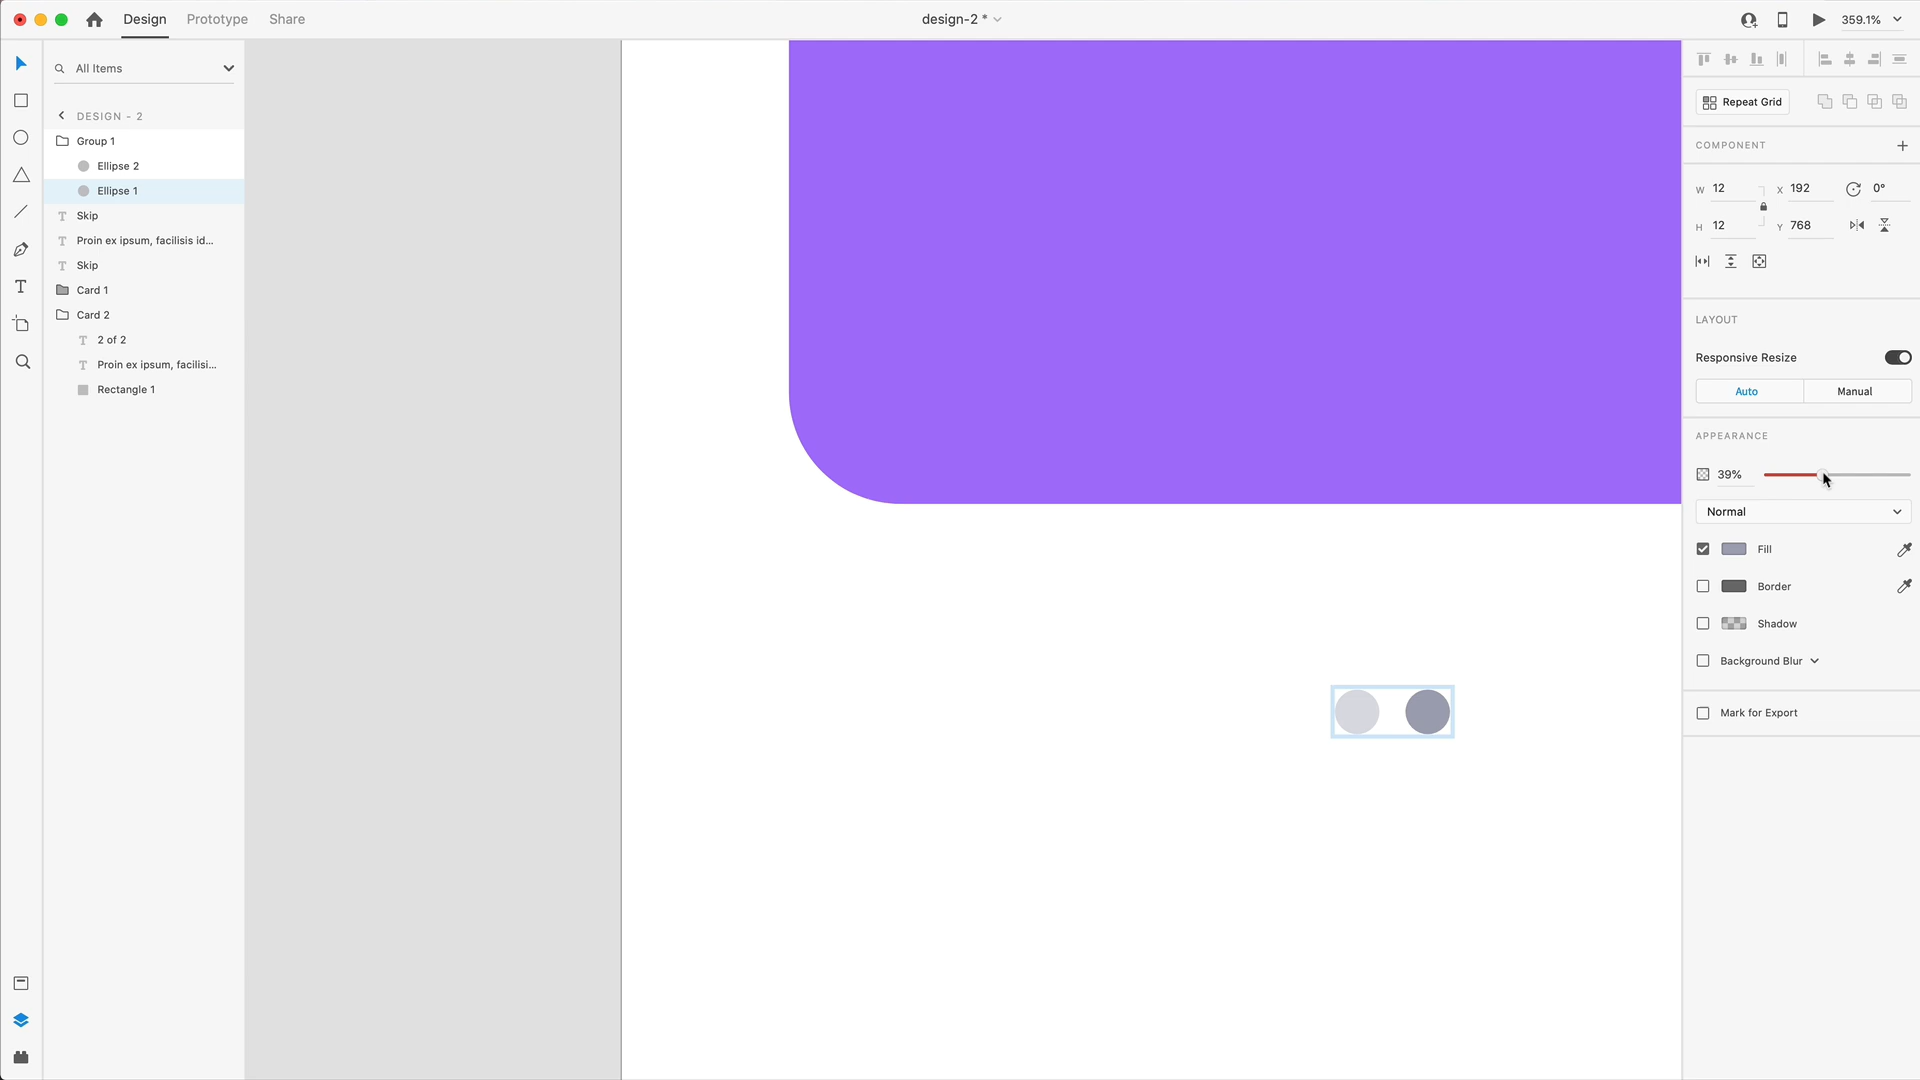 Design Prototype Share design-2 * 359.1%
All Items
DESIGN - 2
Group 1
Ellipse 2
Ellipse 1
Skip
Proin ex ipsum, facilisis id...
Skip
Card 1
Card 2
2 of 2
Proin ex ipsum, facilisi...
Rectangle 1
Repeat Grid
COMPONENT
W 12 X 192 0°
H 12 Y 768
LAYOUT
Responsive Resize
Auto Manual
APPEARANCE
39%
Normal
Fill
Border
Shadow
Background Blur
Mark for Export